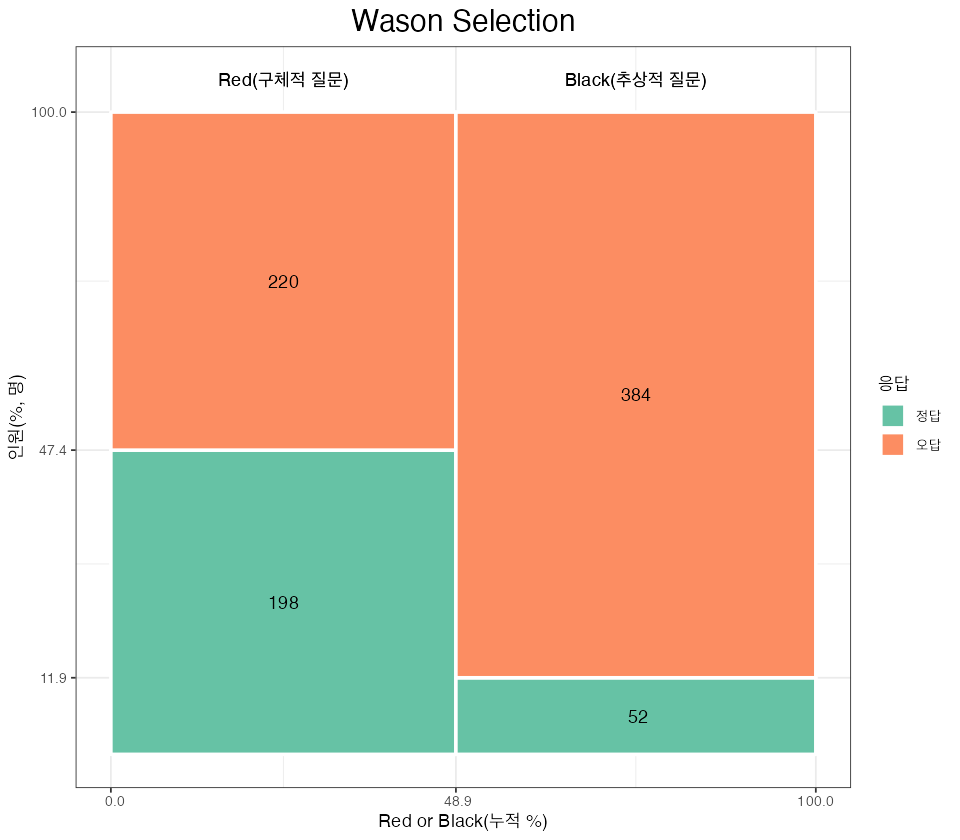 Wason Selection
Red(구체적 질문) Black(추상적 질문)
100.0
220
384
응답
정답
오답
인원(%, 명)
47.4
198
11.9
52
0.0 48.9 100.0
Red or Black(누적 %)